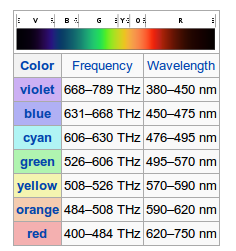 V B G Y O R
Color Frequency Wavelength
violet 668–789 THz 380–450 nm
blue 631–668 THz 450–475 nm
cyan 606–630 THz 476–495 nm
green 526–606 THz 495–570 nm
yellow 508–526 THz 570–590 nm
orange 484–508 THz 590–620 nm
red 400–484 THz 620–750 nm